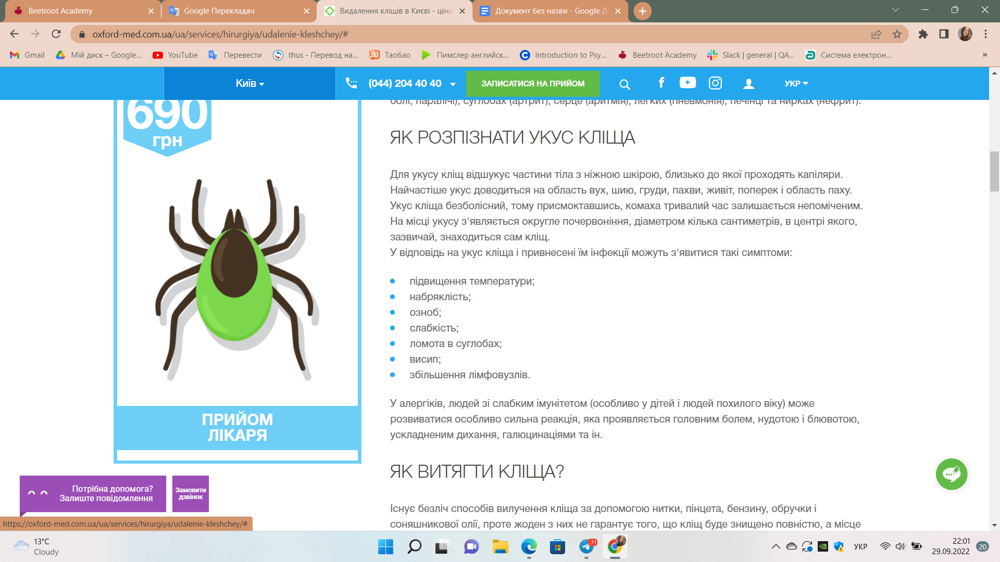 Beetroot Academy
Google Перекладач
Видалення кліщів в Києві - ціни
Документ без назви - Google До
oxford-med.com.ua/ua/services/hirurgiya/udalenie-kleshchey/#
Gmail
Мій диск – Google...
YouTube
Перевести
thus - Перевод на...
Таобао
Пимслер английск...
Introduction to Psy...
Beetroot Academy
Slack | general | QA...
Система електрон...
»
Київ
(044) 204 40 40
ЗАПИСАТИСЯ НА ПРИЙОМ
УКР
690
грн
ПРИЙОМ
ЛІКАРЯ
болі, паралічі), суглобах (артрит), серце (аритмія), легких (пневмонія), печінці та нирках (нефрит).
ЯК РОЗПІЗНАТИ УКУС КЛІЩА
Для укусу кліщ відшукує частини тіла з ніжною шкірою, близько до якої проходять капіляри.
Найчастіше укус доводиться на область вух, шию, груди, пахви, живіт, поперек і область паху.
Укус кліща безболісний, тому присмоктавшись, комаха тривалий час залишається непоміченим.
На місці укусу з'являється округле почервоніння, діаметром кілька сантиметрів, в центрі якого,
зазвичай, знаходиться сам кліщ.
У відповідь на укус кліща і привнесені їм інфекції можуть з'явитися такі симптоми:
підвищення температури;
набряклість;
озноб;
слабкість;
ломота в суглобах;
висип;
збільшення лімфовузлів.
У алергіків, людей зі слабким імунітетом (особливо у дітей і людей похилого віку) може
розвиватися особливо сильна реакція, яка проявляється головним болем, нудотою і блювотою,
ускладненим дихання, галюцинаціями та ін.
ЯК ВИТЯГТИ КЛІЩА?
Існує безліч способів вилучення кліща за допомогою нитки, пінцета, бензину, обручки і
соняшникової олії, проте жоден з них не гарантує того, що кліщ буде знищено повністю, а місце
Потрібна допомога?
Залиште повідомлення
Замовити
дзвінок
https://oxford-med.com.ua/ua/services/hirurgiya/udalenie-kleshchey/#
13°C
Cloudy
..71
УКР
22:01
29.09.2022
20